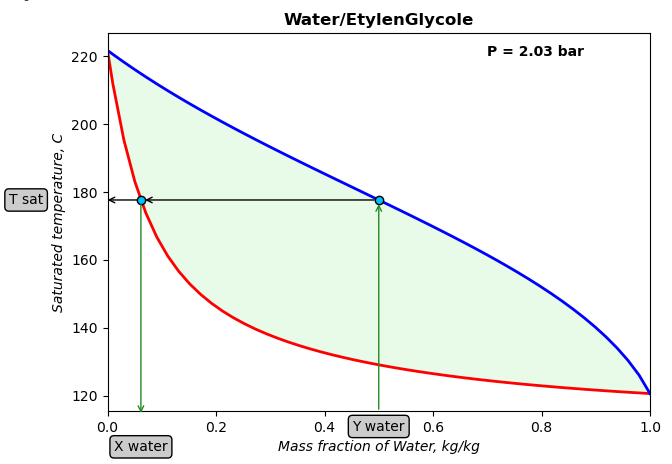 Water/EtylenGlycole
P = 2.03 bar
220
200
180
160
140
120
Saturated temperature, C
T sat
0.0
0.2
0.4
0.6
0.8
1.0
Y water
X water
Mass fraction of Water, kg/kg